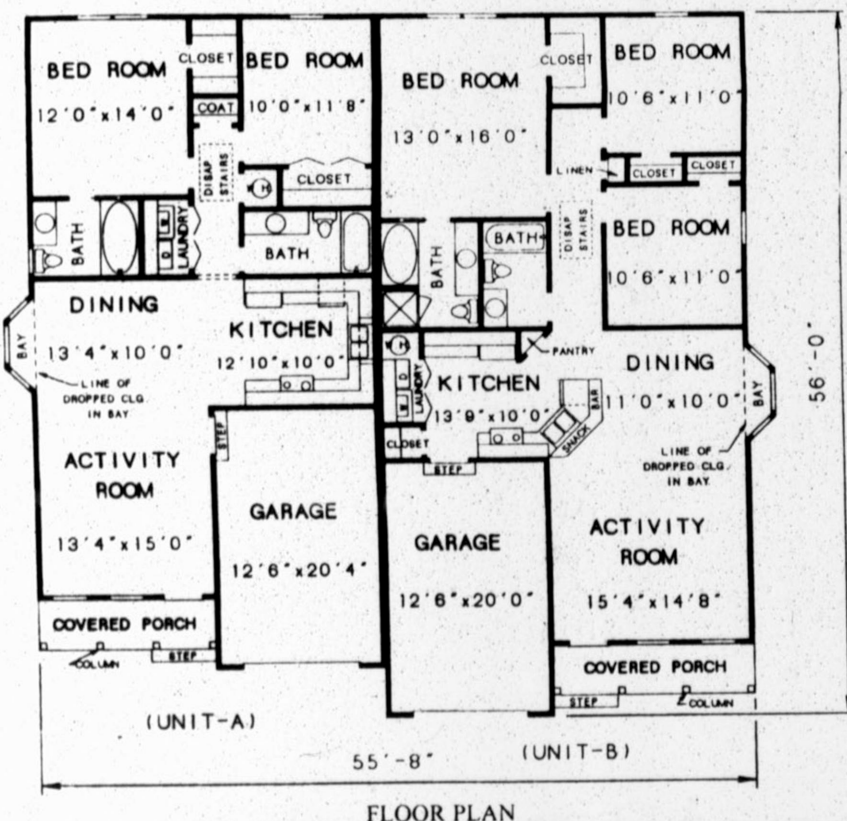 BED ROOM
12'0"x14'0"
CLOSET
COAT
BED ROOM
10'0"x11'8"
CLOSET
DISAP
STAIRS
W
H
BATH
W
D
LAUNDRY
BATH
DINING
13'4"x10'0"
KITCHEN
12'10"x10'0"
BAY
LINE OF
DROPPED CLG.
IN BAY
STEP
ACTIVITY
ROOM
13'4"x15'0"
GARAGE
12'6"x20'4"
COVERED PORCH
COLUMN
STEP
(UNIT-A)
BED ROOM
13'0"x16'0"
CLOSET
BED ROOM
10'6"x11'0"
LINEN
CLOSET
CLOSET
DISAP
STAIRS
BED ROOM
10'6"x11'0"
BATH
BATH
W
H
D
W
LAUNDRY
CLOSET
PANTRY
KITCHEN
13'9"x10'0"
SNACK
BAR
STEP
DINING
11'0"x10'0"
BAY
LINE OF
DROPPED CLG.
IN BAY
GARAGE
12'6"x20'0"
ACTIVITY
ROOM
15'4"x14'8"
COVERED PORCH
STEP
COLUMN
(UNIT-B)
56'-0"
55'-8"
FLOOR PLAN